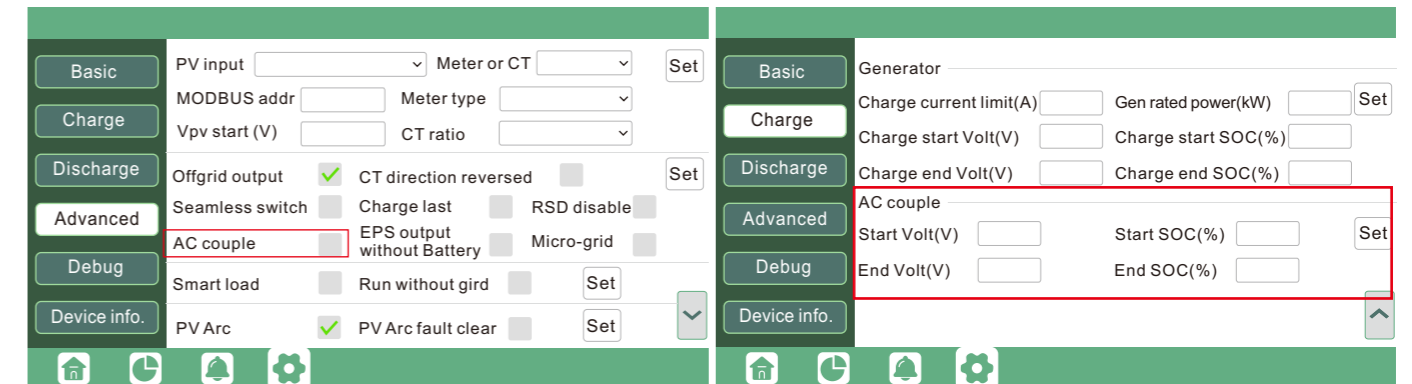 Basic
Charge
Discharge
Advanced
Debug
Device info.
PV input Meter or CT Set
MODBUS addr Meter type
Vpv start (V) CT ratio
Offgrid output CT direction reversed Set
Seamless switch Charge last RSD disable
AC couple EPS output without Battery Micro-grid
Smart load Run without gird Set
PV Arc PV Arc fault clear Set
Basic
Charge
Discharge
Advanced
Debug
Device info.
Generator
Charge current limit(A) Gen rated power(kW) Set
Charge start Volt(V) Charge start SOC(%)
Charge end Volt(V) Charge end SOC(%)
AC couple
Start Volt(V) Start SOC(%) Set
End Volt(V) End SOC(%)